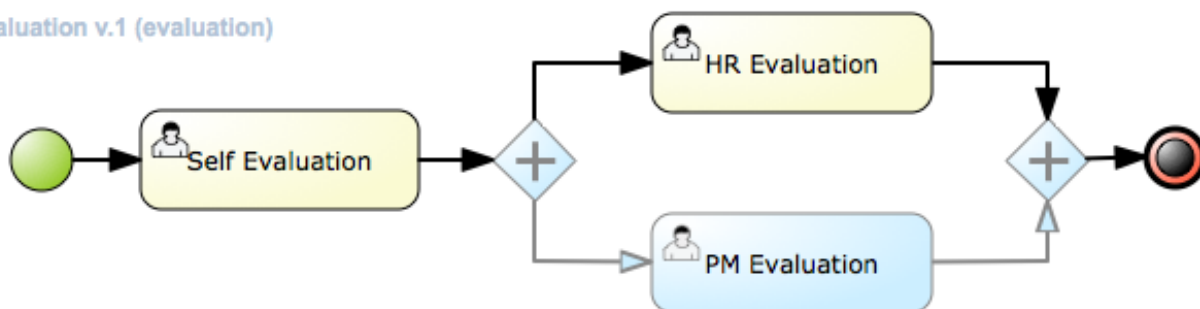 aluation v.1 (evaluation)
HR Evaluation
Self Evaluation
PM Evaluation